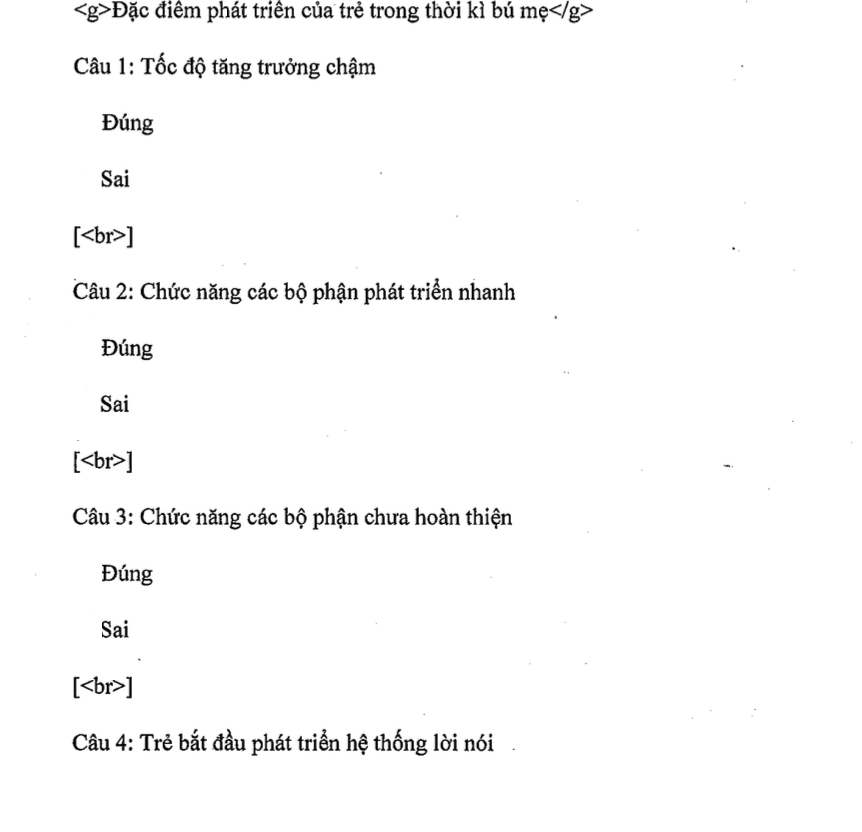 <g>Đặc điểm phát triển của trẻ trong thời kì bú mẹ</g>
Câu 1: Tốc độ tăng trưởng chậm
Đúng
Sai
[<br>]
Câu 2: Chức năng các bộ phận phát triển nhanh
Đúng
Sai
[<br>]
Câu 3: Chức năng các bộ phận chưa hoàn thiện
Đúng
Sai
[<br>]
Câu 4: Trẻ bắt đầu phát triển hệ thống lời nói